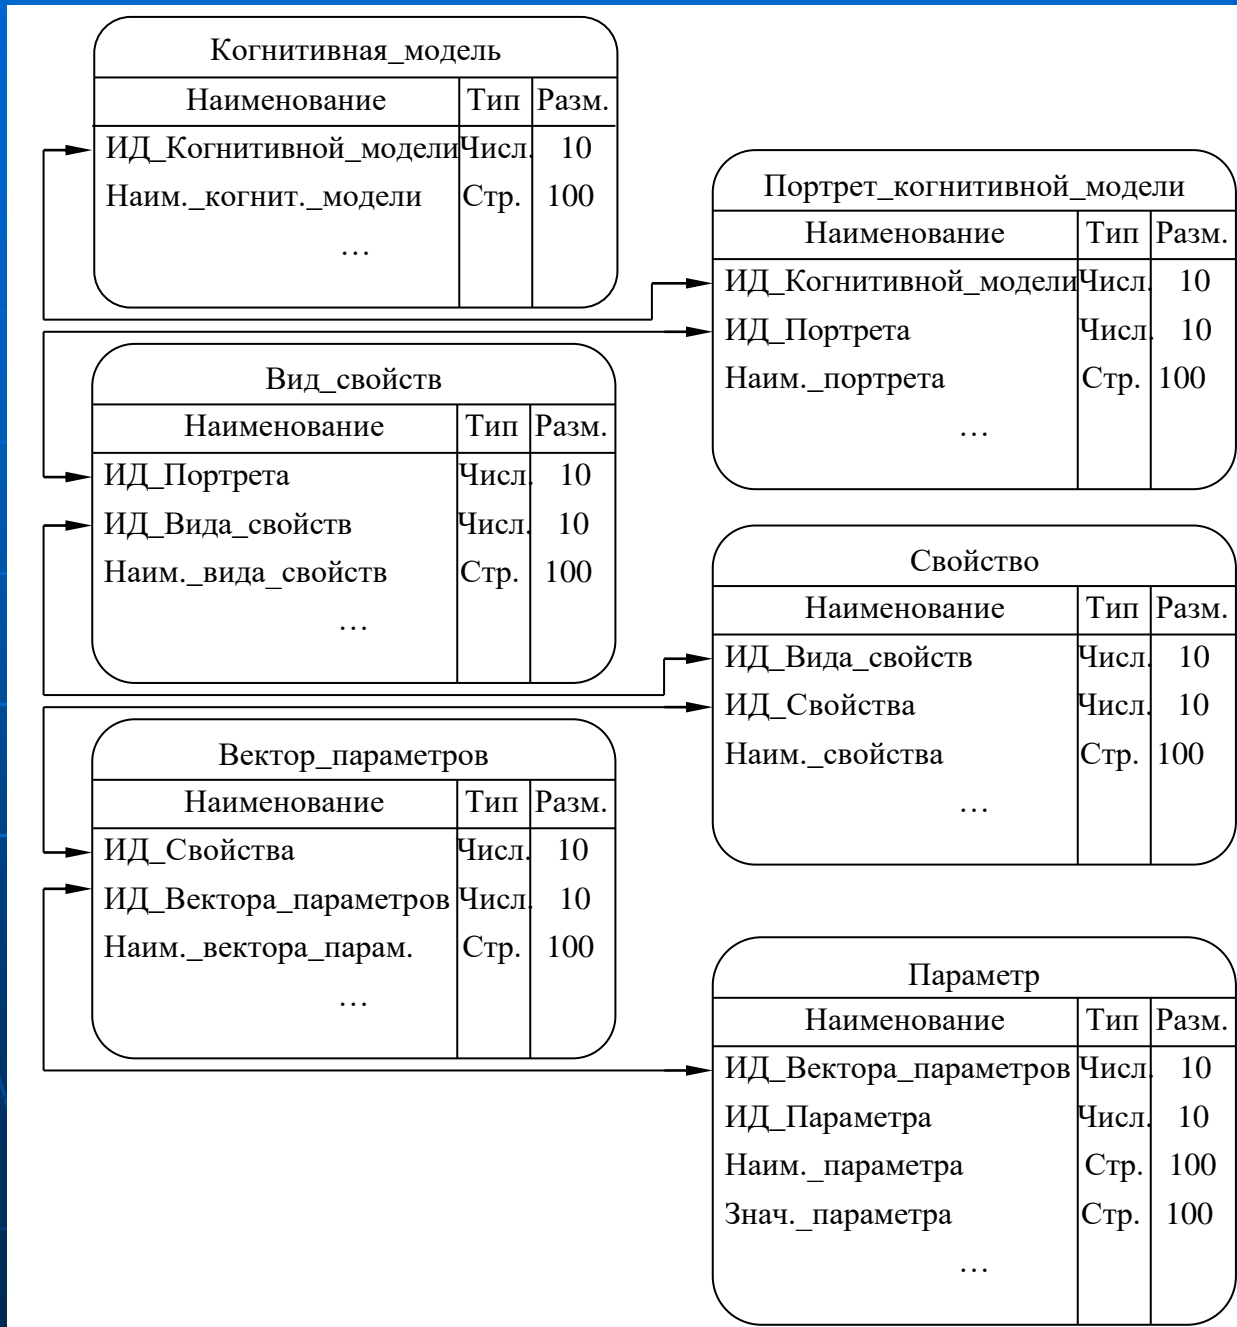 Когнитивная_модель
Наименование Тип Разм.
ИД_Когнитивной_модели Числ. 10
Наим._когнит._модели Стр. 100
…
Портрет_когнитивной_модели
Наименование Тип Разм.
ИД_Когнитивной_модели Числ. 10
ИД_Портрета Числ. 10
Наим._портрета Стр. 100
…
Вид_свойств
Наименование Тип Разм.
ИД_Портрета Числ. 10
ИД_Вида_свойств Числ. 10
Наим._вида_свойств Стр. 100
…
Свойство
Наименование Тип Разм.
ИД_Вида_свойств Числ. 10
ИД_Свойства Числ. 10
Наим._свойства Стр. 100
…
Вектор_параметров
Наименование Тип Разм.
ИД_Свойства Числ. 10
ИД_Вектора_параметров Числ. 10
Наим._вектора_парам. Стр. 100
…
Параметр
Наименование Тип Разм.
ИД_Вектора_параметров Числ. 10
ИД_Параметра Числ. 10
Наим._параметра Стр. 100
Знач._параметра Стр. 100
…